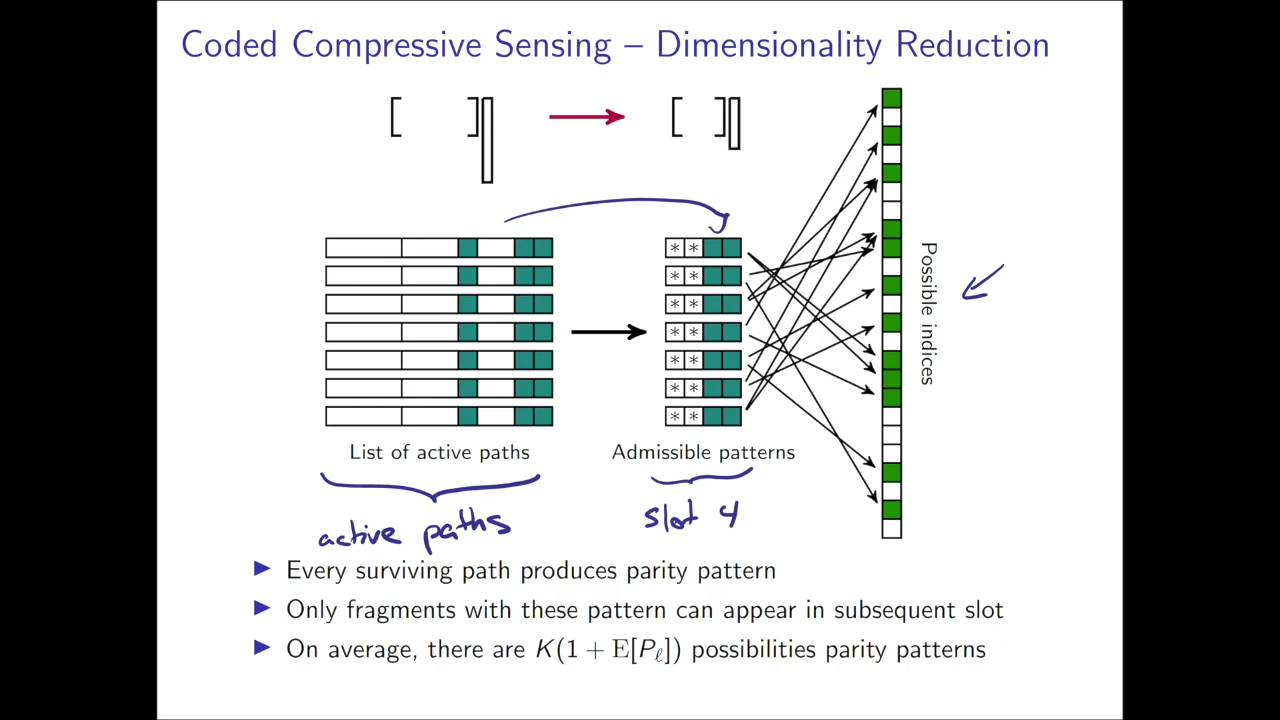 Coded Compressive Sensing – Dimensionality Reduction
[ ]
[ ]
* *
* *
* *
* *
* *
* *
* *
Possible indices
List of active paths
Admissible patterns
active paths
slot 4
▶ Every surviving path produces parity pattern
▶ Only fragments with these pattern can appear in subsequent slot
▶ On average, there are K(1 + E[Pℓ]) possibilities parity patterns